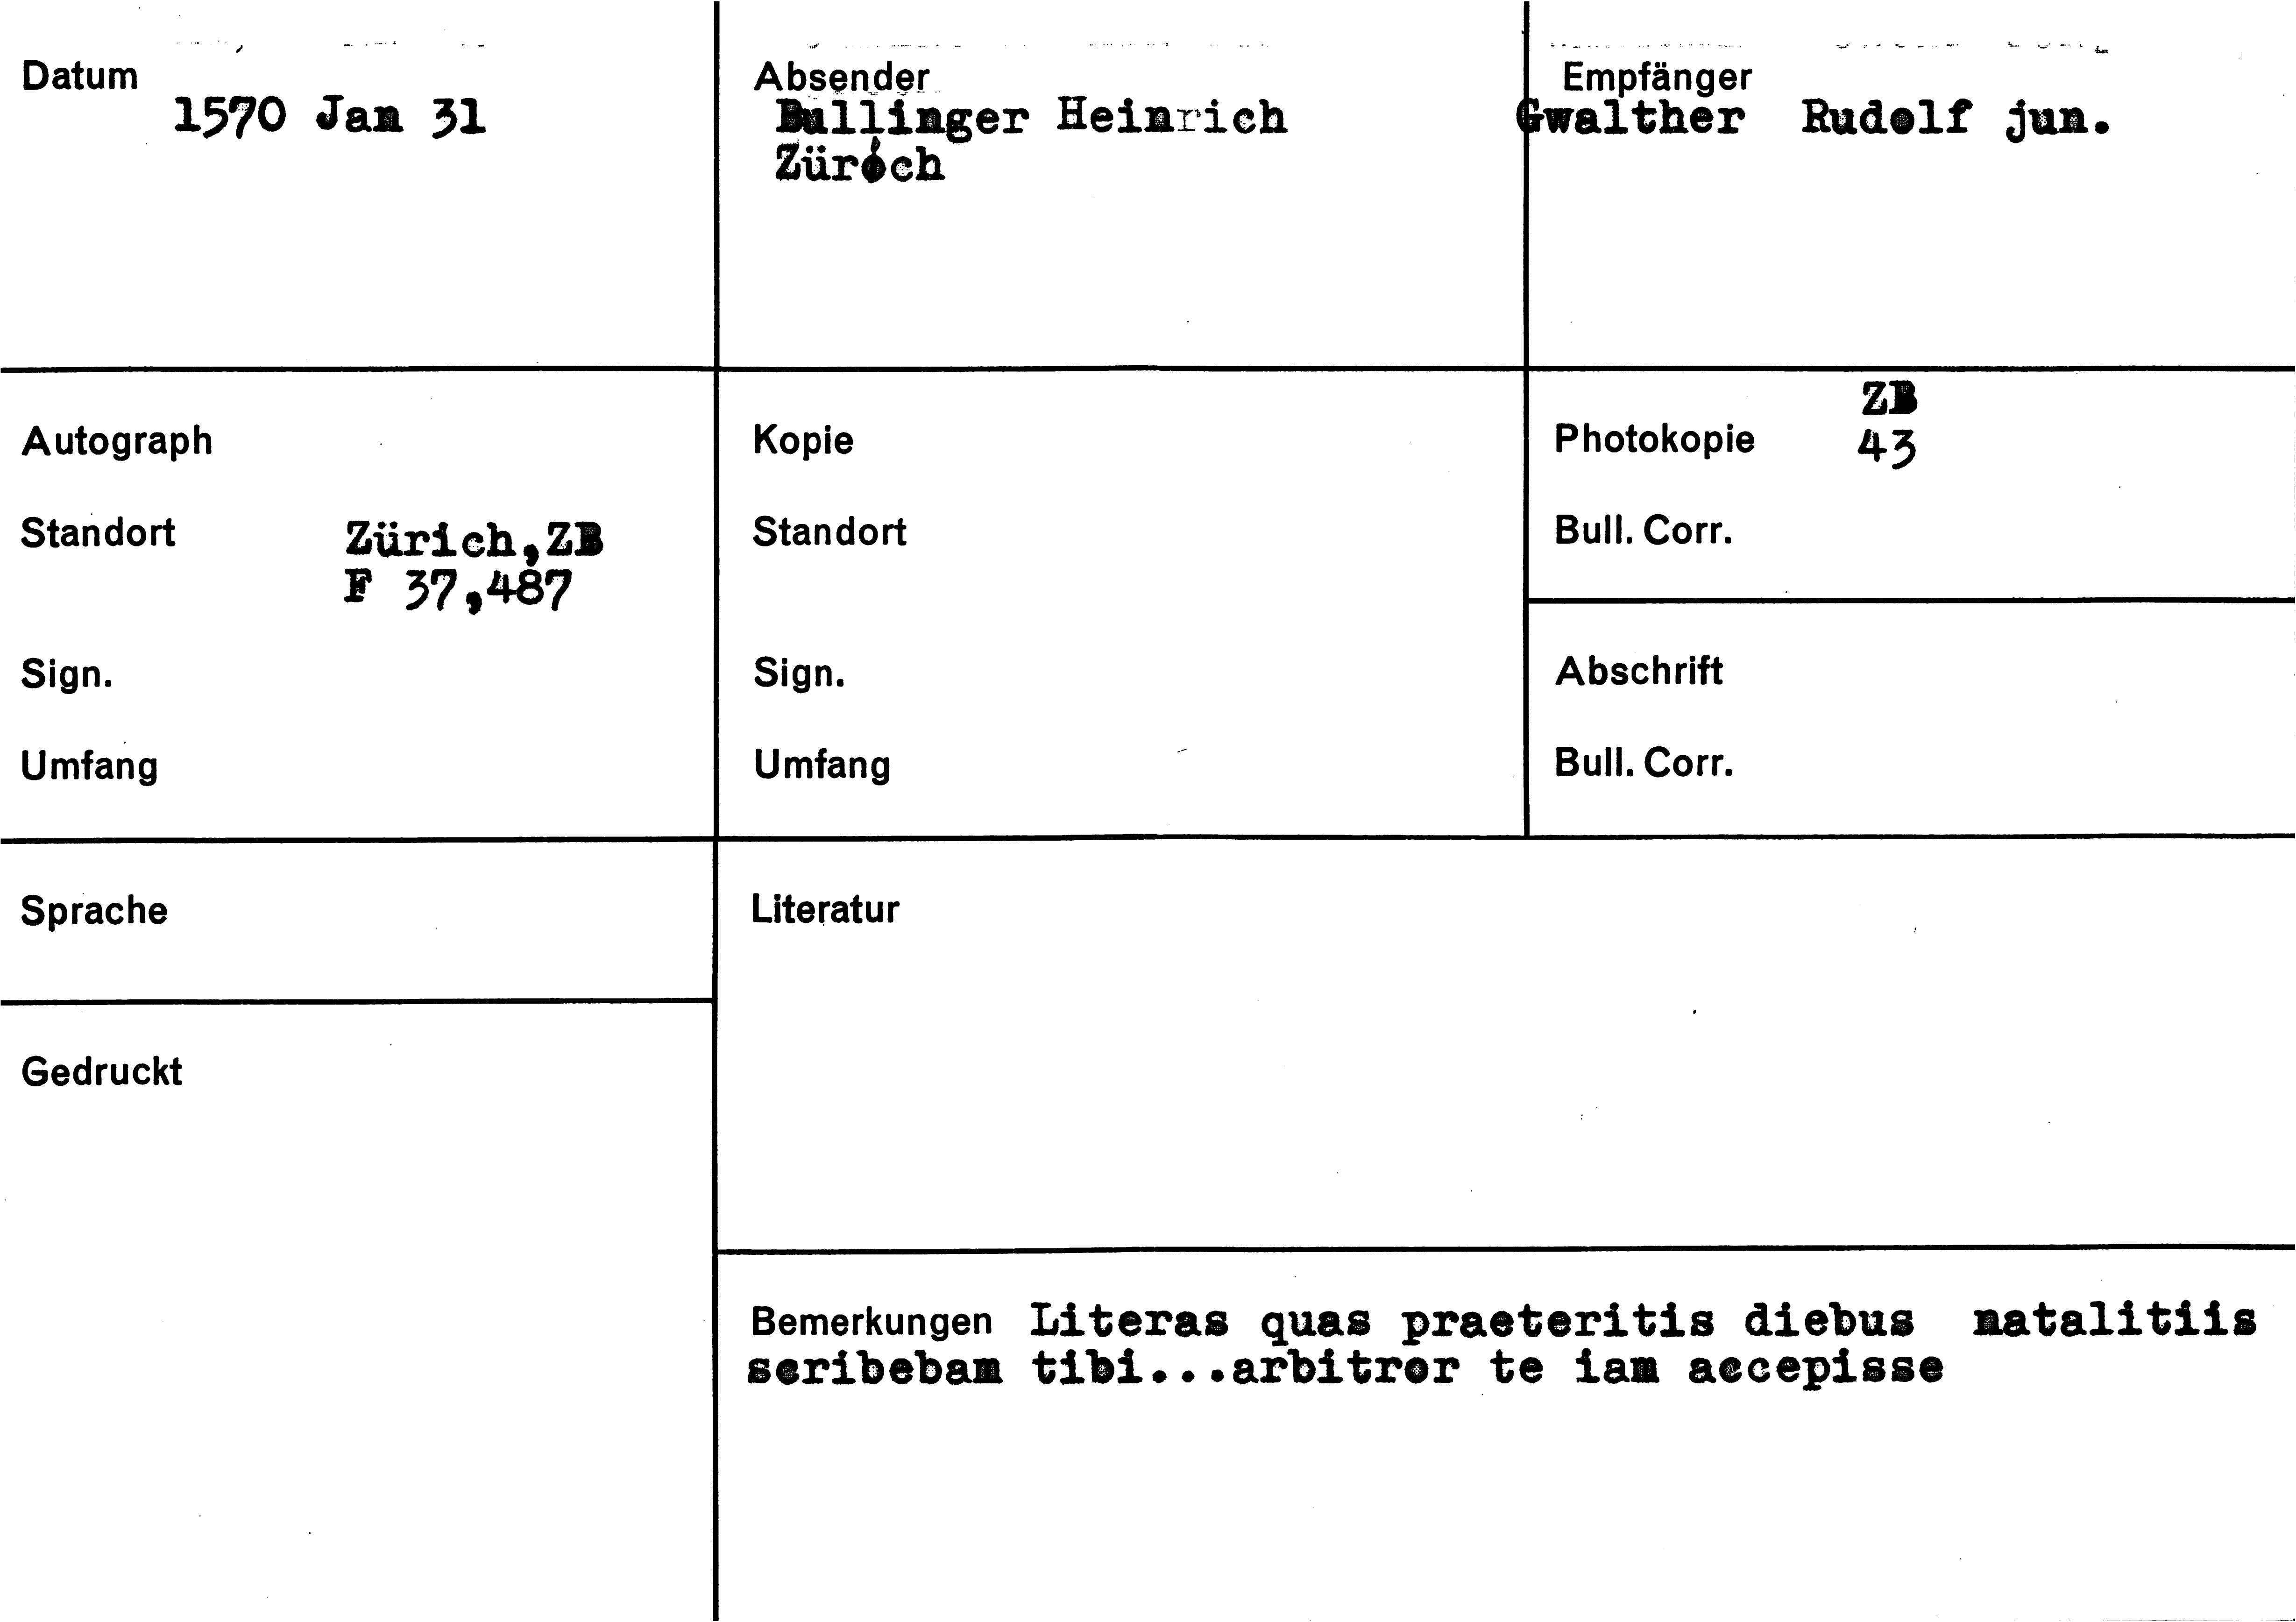 Datum
1570 Jan 31
Absender
Bullinger Heinrich
Züroch
Empfänger
Gwalther Rudolf jun.
Autograph
Standort Zürich,ZB
F 37,487
Sign.
Umfang
Kopie
Standort
Sign.
Umfang
ZB
Photokopie 43
Bull. Corr.
Abschrift
Bull. Corr.
Sprache
Gedruckt
Literatur
Bemerkungen Literas quas praeteritis diebus natalitiis
scribebam tibi...arbitror te iam accepisse